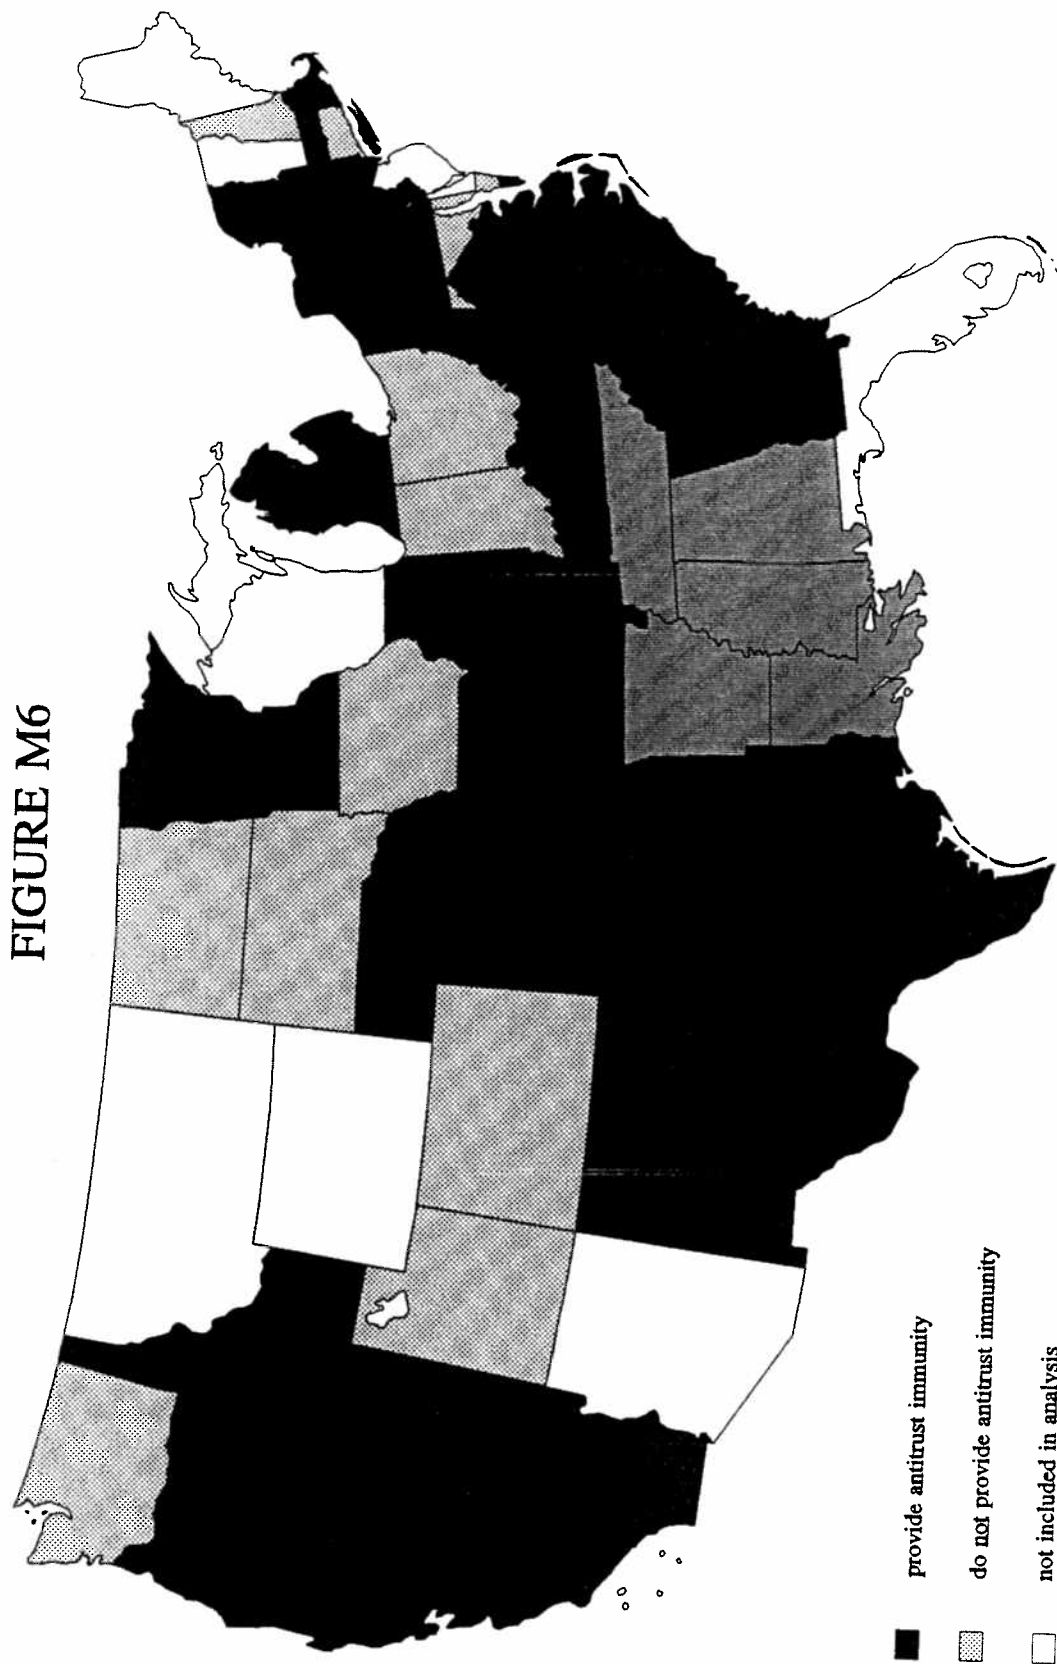 FIGURE M6
provide antitrust immunity
do not provide antitrust immunity
not included in analysis